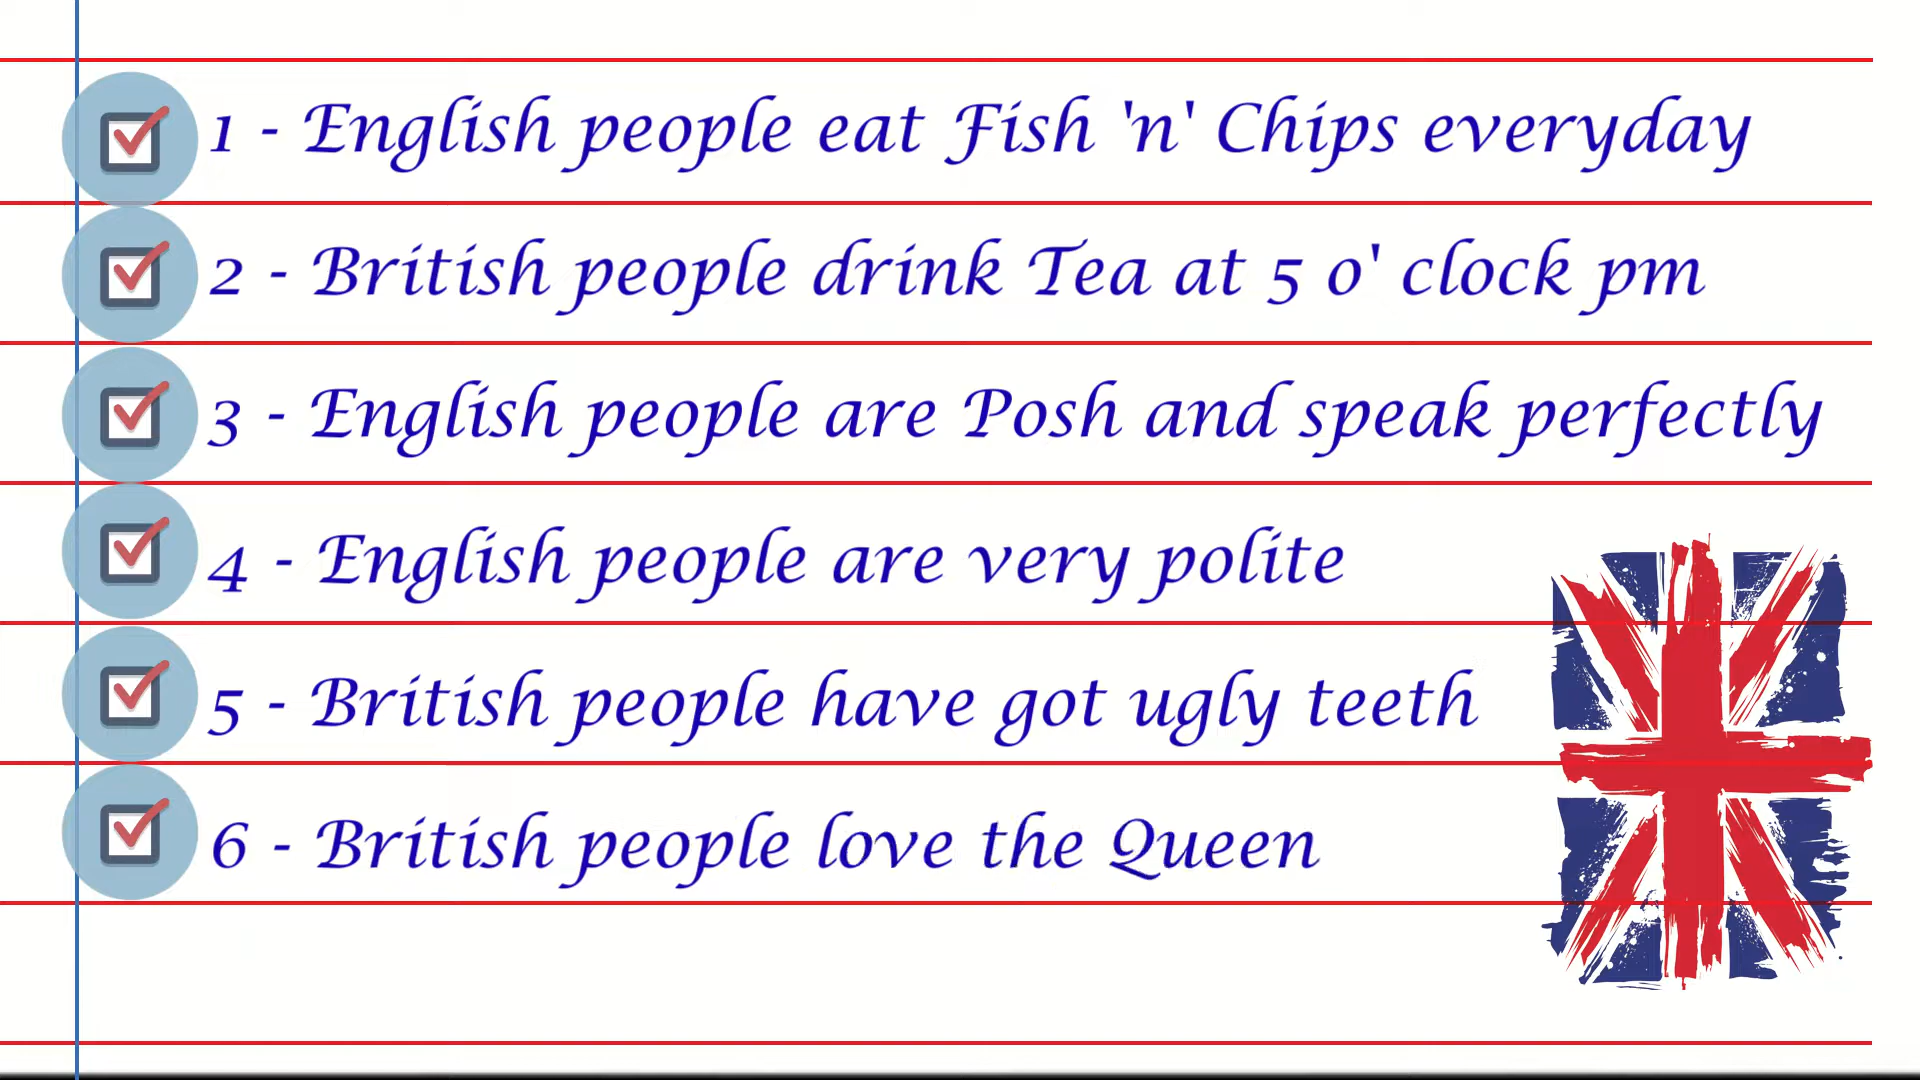 1 - English people eat Fish 'n' Chips everyday
2 - British people drink Tea at 5 o' clock pm
3 - English people are Posh and speak perfectly
4 - English people are very polite
5 - British people have got ugly teeth
6 - British people love the Queen